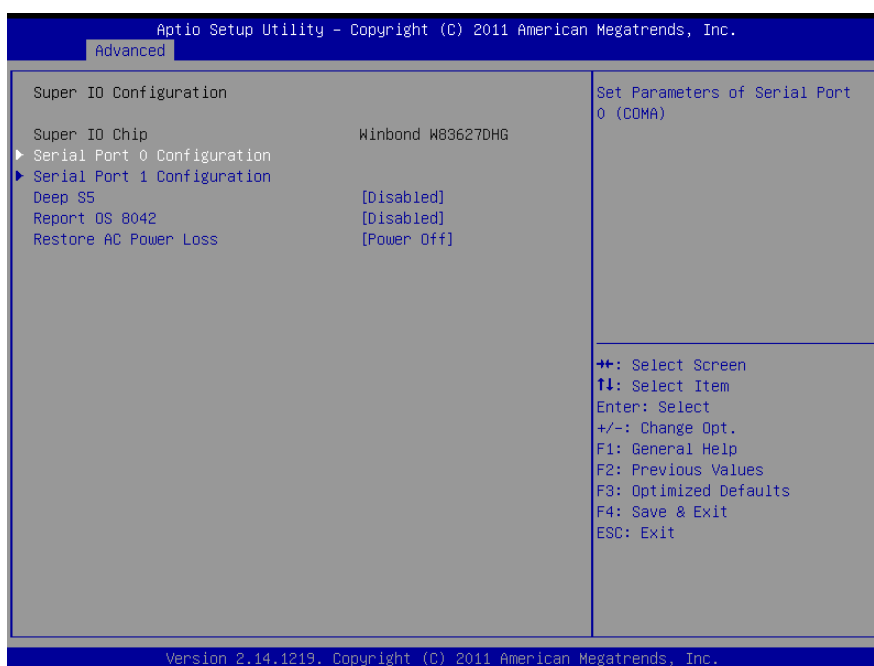 Aptio Setup Utility – Copyright (C) 2011 American Megatrends, Inc.
Advanced
Super IO Configuration
Super IO Chip Winbond W83627DHG
Serial Port 0 Configuration
Serial Port 1 Configuration
Deep S5 [Disabled]
Report OS 8042 [Disabled]
Restore AC Power Loss [Power Off]
Set Parameters of Serial Port
0 (COMA)
→←: Select Screen
↑↓: Select Item
Enter: Select
+/-: Change Opt.
F1: General Help
F2: Previous Values
F3: Optimized Defaults
F4: Save & Exit
ESC: Exit
Version 2.14.1219. Copyright (C) 2011 American Megatrends, Inc.